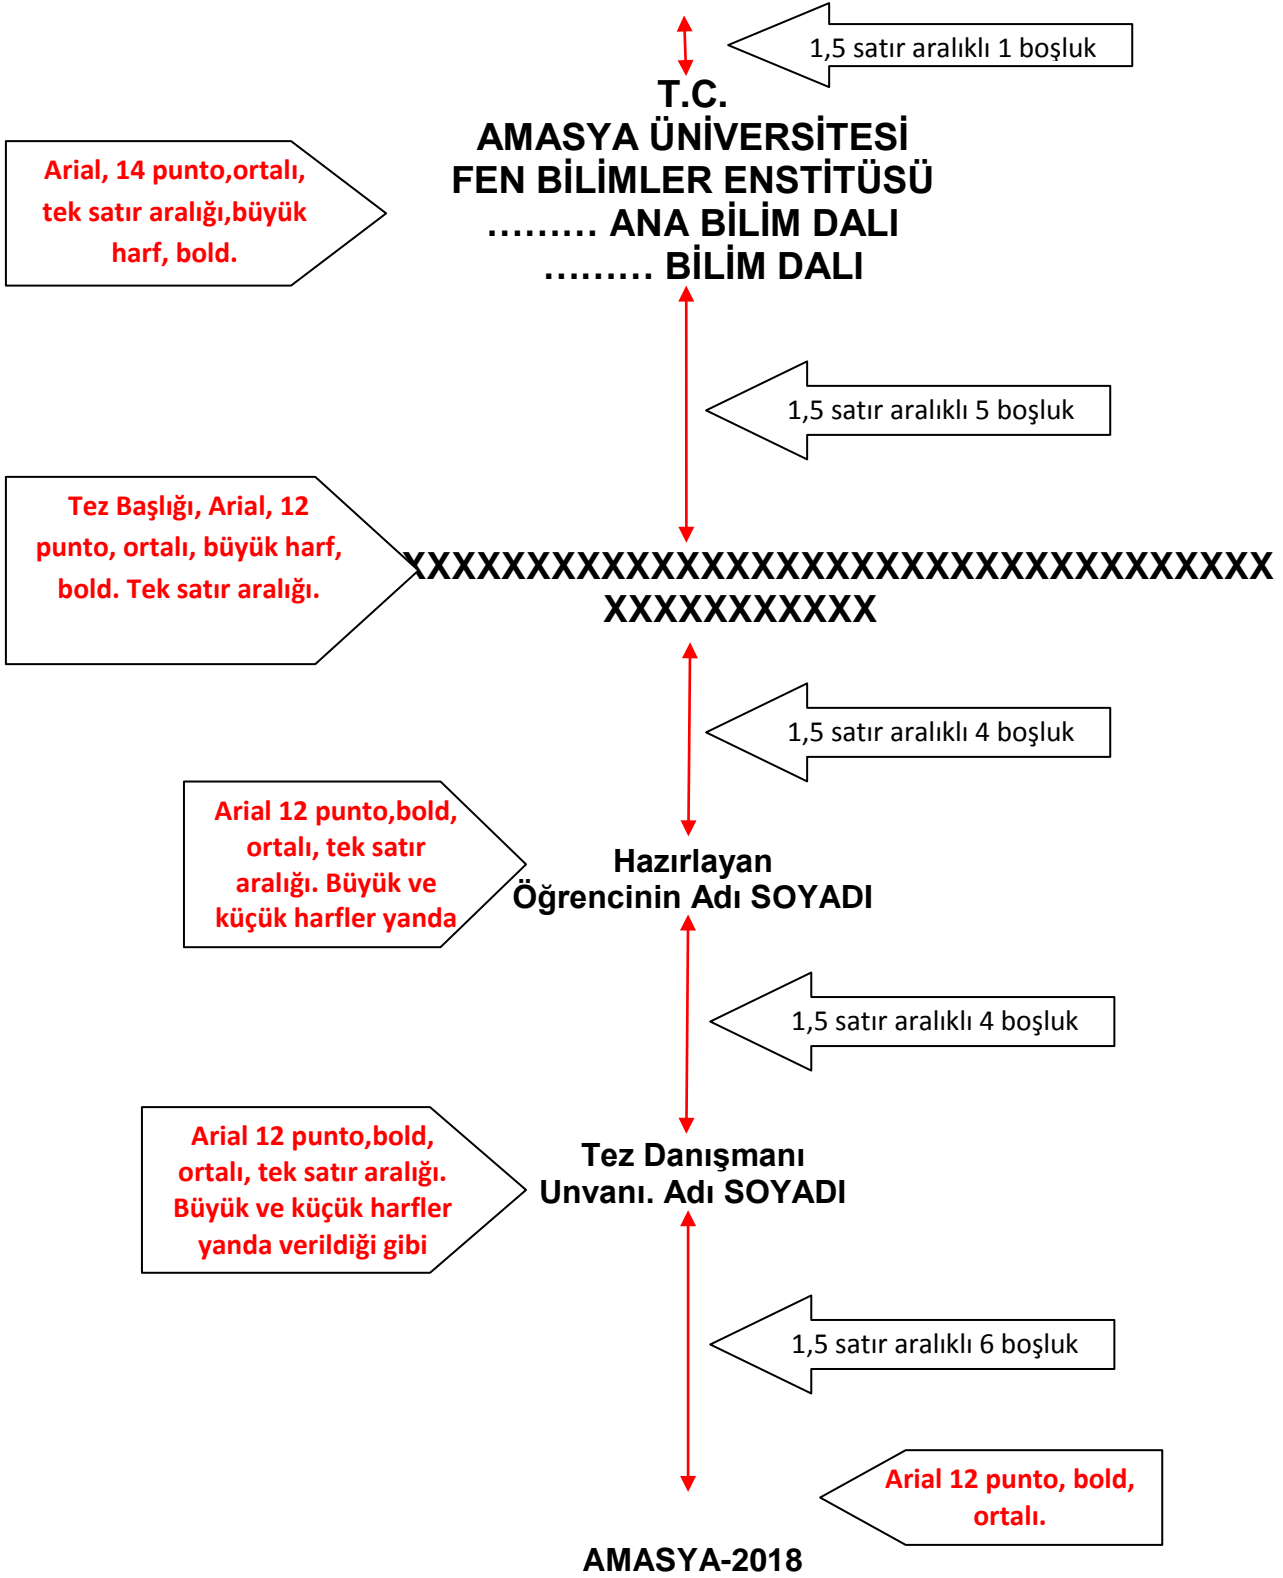 1,5 satır aralıklı 1 boşluk
T.C.
AMASYA ÜNİVERSİTESİ
FEN BİLİMLER ENSTİTÜSÜ
……… ANA BİLİM DALI
……… BİLİM DALI
Arial, 14 punto,ortalı,
tek satır aralığı,büyük
harf, bold.
1,5 satır aralıklı 5 boşluk
Tez Başlığı, Arial, 12
punto, ortalı, büyük harf,
bold. Tek satır aralığı.
XXXXXXXXXXXXXXXXXXXXXXXXXXXXXXXXXXX
XXXXXXXXXXX
1,5 satır aralıklı 4 boşluk
Arial 12 punto,bold,
ortalı, tek satır
aralığı. Büyük ve
küçük harfler yanda
Hazırlayan
Öğrencinin Adı SOYADI
1,5 satır aralıklı 4 boşluk
Arial 12 punto,bold,
ortalı, tek satır aralığı.
Büyük ve küçük harfler
yanda verildiği gibi
Tez Danışmanı
Unvanı. Adı SOYADI
1,5 satır aralıklı 6 boşluk
Arial 12 punto, bold,
ortalı.
AMASYA-2018